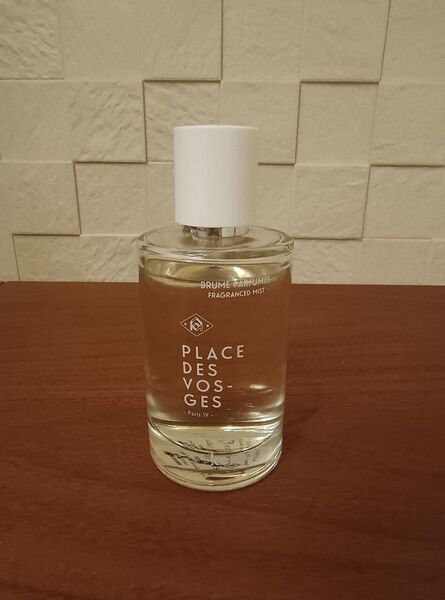 BRUME PARFUMÉE
FRAGRANCED MIST
PLACE
DES
VOS-
GES
- Paris IV -